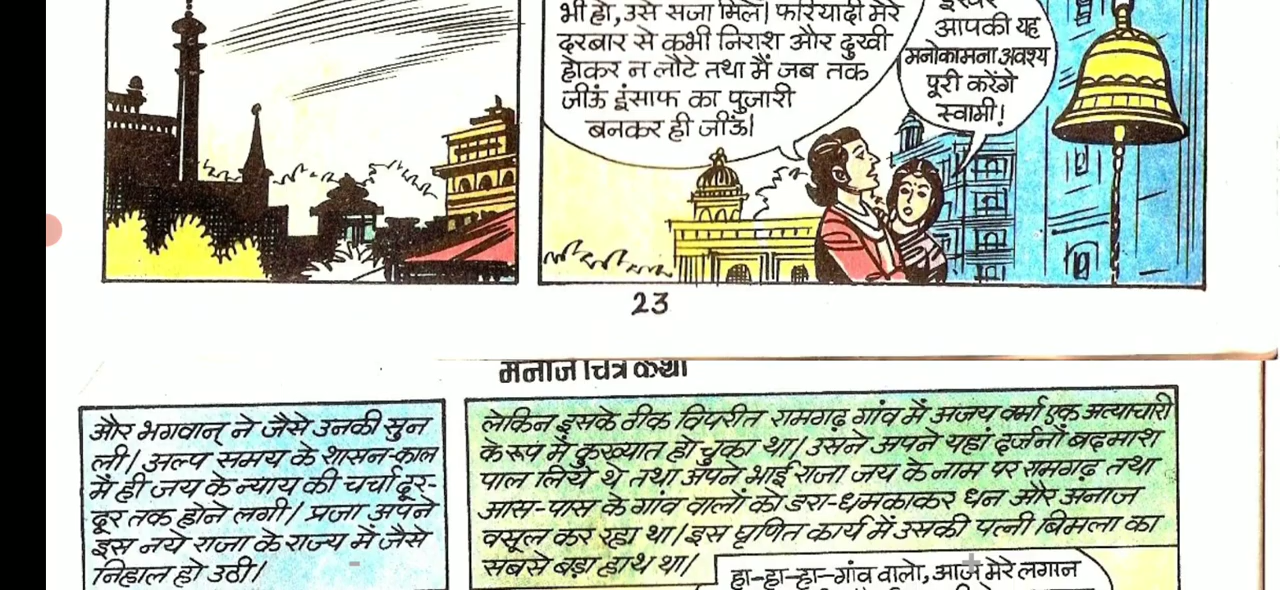 भी हो, उसे सजा मिले। फरियादी मेरे
दरबार से कभी निराश और दुखी
होकर न लौटे तथा मैं जब तक
जीऊं इंसाफ का पुजारी
बनकर ही जीऊं।
आपकी यह
मनोकामना अवश्य
पूरी करेंगे
स्वामी!
23
मनोज चित्र कथा
और भगवान् ने जैसे उनकी सुन
ली। अल्प समय के शासन-काल
में ही जय के न्याय की चर्चा दूर-
दूर तक होने लगी। प्रजा अपने
इस नये राजा के राज्य में जैसे
निहाल हो उठी।
लेकिन इसके ठीक विपरीत रामगढ़ गांव में अजय वर्मा एक अत्याचारी
के रूप में कुख्यात हो चुका था। उसने अपने यहां दर्जनों बदमाश
पाल लिये थे तथा अपने भाई राजा जय के नाम पर रामगढ़ तथा
आस-पास के गांव वालों को डरा-धमकाकर धन और अनाज
वसूल कर रहा था। इस घृणित कार्य में उसकी पत्नी बिमला का
सबसे बड़ा हाथ था।
हा-हा-हा-गांव वालो, आज मेरे लगान